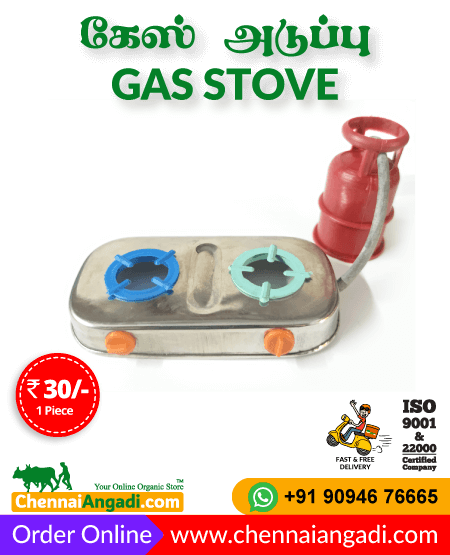 கேஸ் அடுப்பு
GAS STOVE
₹ 30/-
1 Piece
FAST & FREE
DELIVERY
ISO
9001
&
22000
Certified
Company
Your Online Organic Store
ChennaiAngadi.com™
+91 90946 76665
Order Online
www.chennaiangadi.com